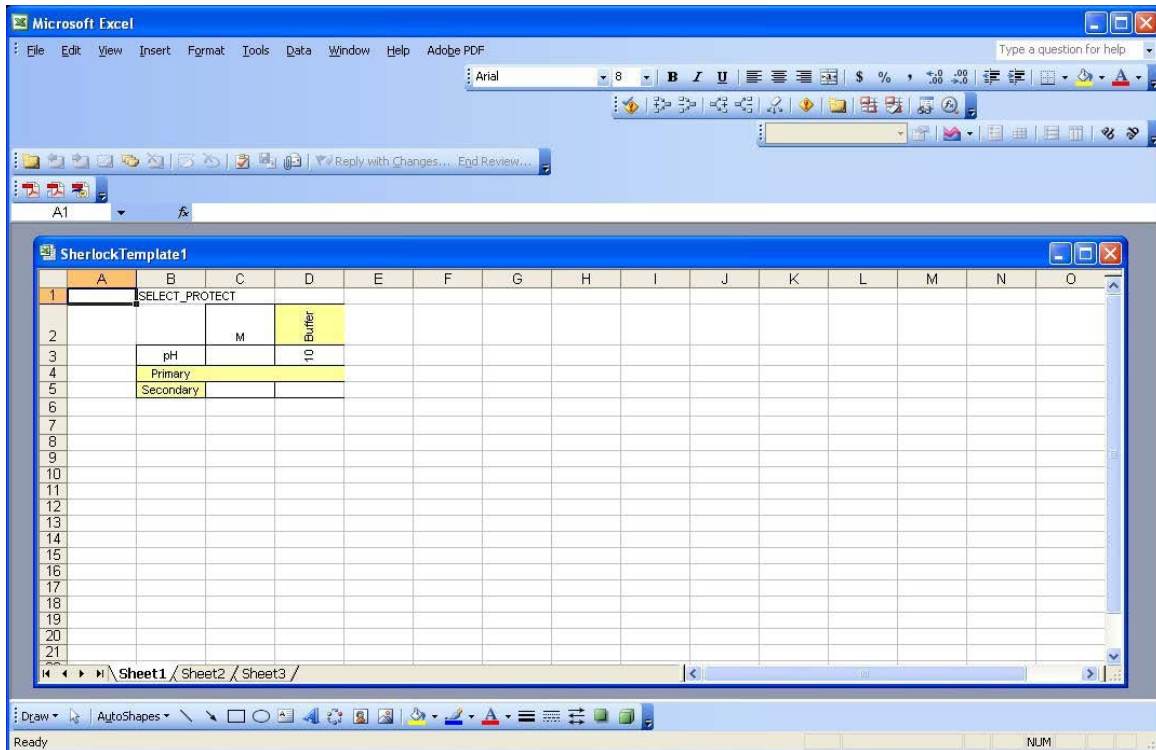 Microsoft Excel
File Edit View Insert Format Tools Data Window Help Adobe PDF Type a question for help
Arial 8 B I U $ % , .00
Reply with Changes... End Review...
A1 fx
SherlockTemplate1
A B C D E F G H I J K L M N O
1 SELECT_PROTECT
2 M Buffer
3 pH 10
4 Primary
5 Secondary
6
7
8
9
10
11
12
13
14
15
16
17
18
19
20
21
Sheet1 / Sheet2 / Sheet3 /
Draw AutoShapes A
Ready NUM